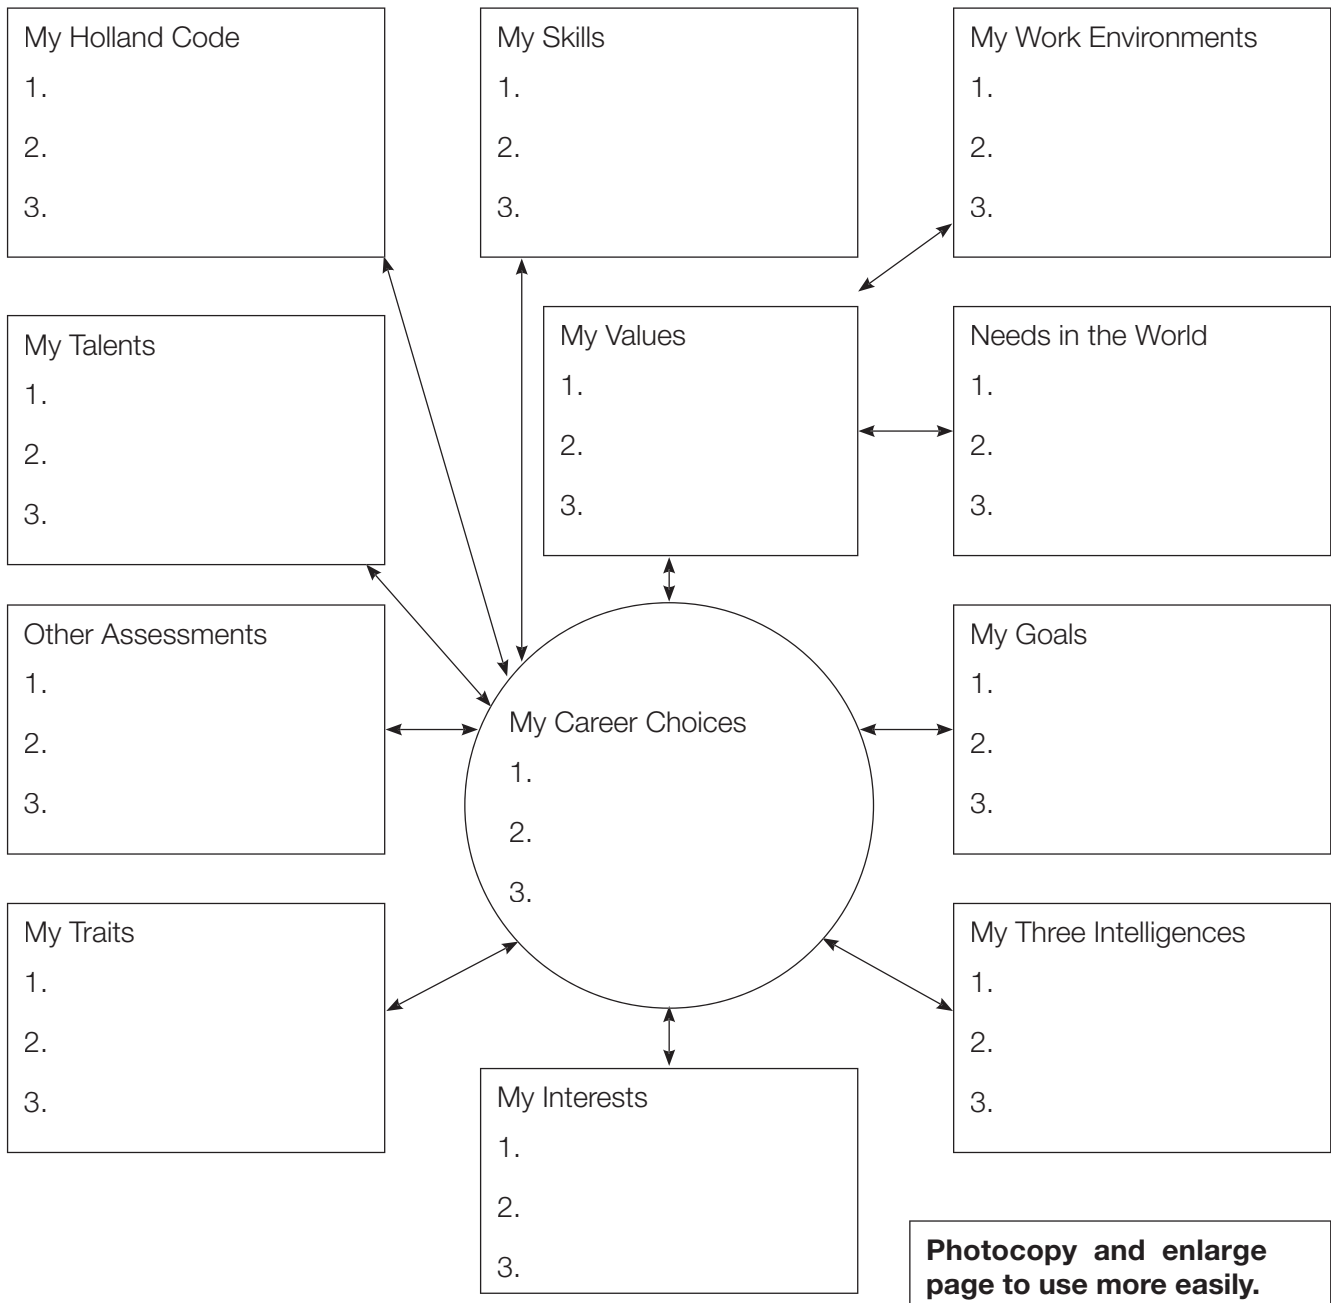 My Holland Code
1.
2.
3.
My Skills
1.
2.
3.
My Work Environments
1.
2.
3.
My Talents
1.
2.
3.
My Values
1.
2.
3.
Needs in the World
1.
2.
3.
Other Assessments
1.
2.
3.
My Career Choices
1.
2.
3.
My Goals
1.
2.
3.
My Traits
1.
2.
3.
My Interests
1.
2.
3.
My Three Intelligences
1.
2.
3.
Photocopy and enlarge
page to use more easily.